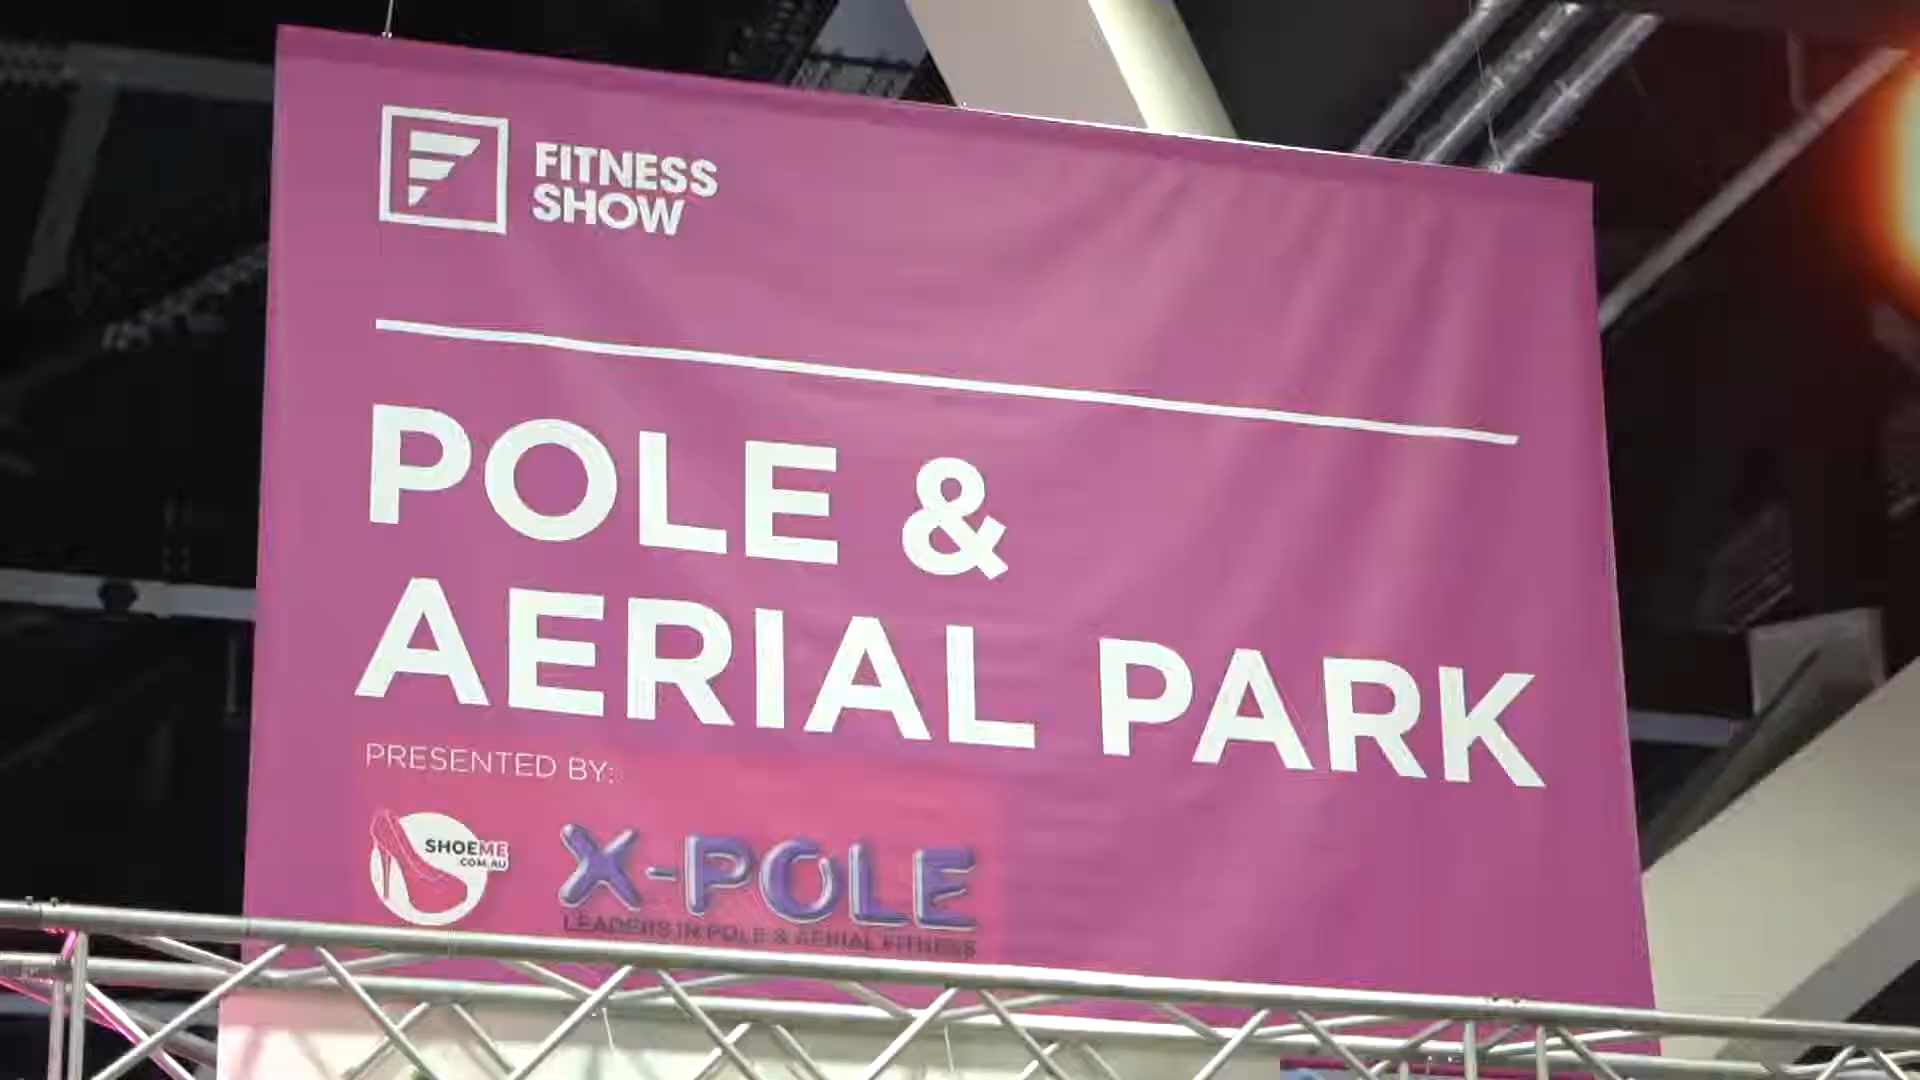 FITNESS
SHOW
POLE &
AERIAL PARK
PRESENTED BY:
SHOEME
.COM.AU
X-POLE
LEADERS IN POLE & AERIAL FITNESS